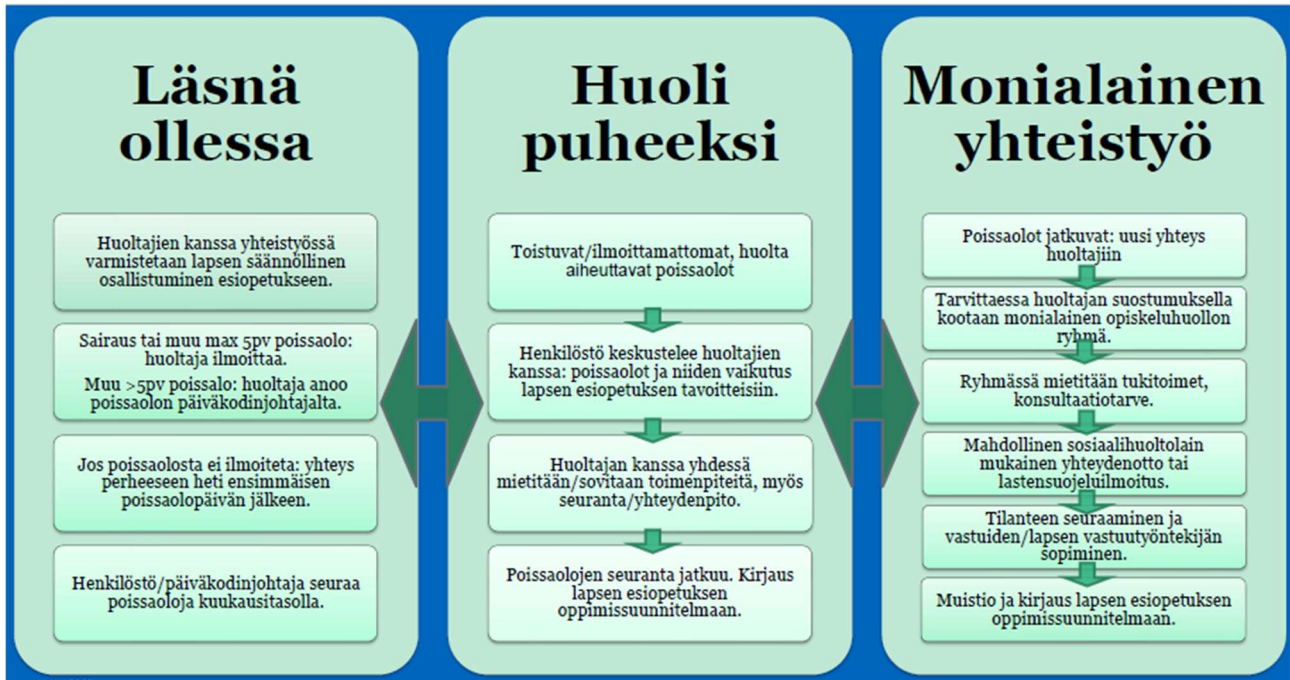 Läsnä
ollessa
Huoltajien kanssa yhteistyössä
varmistetaan lapsen säännöllinen
osallistuminen esiopetukseen.
Sairaus tai muu max 5pv poissaolo:
huoltaja ilmoittaa.
Muu >5pv poissalo: huoltaja anoo
poissaolon päiväkodinjohtajalta.
Jos poissaolosta ei ilmoiteta: yhteys
perheeseen heti ensimmäisen
poissaolopäivän jälkeen.
Henkilöstö/päiväkodinjohtaja seuraa
poissaoloja kuukausitasolla.
Huoli
puheeksi
Toistuvat/ilmoittamattomat, huolta
aiheuttavat poissaolot
Henkilöstö keskustelee huoltajien
kanssa: poissaolot ja niiden vaikutus
lapsen esiopetuksen tavoitteisiin.
Huoltajan kanssa yhdessä
mietitään/sovitaan toimenpiteitä, myös
seuranta/yhteydenpito.
Poissaolojen seuranta jatkuu. Kirjaus
lapsen esiopetuksen
oppimissuunnitelmaan.
Monialainen
yhteistyö
Poissaolot jatkuvat: uusi yhteys
huoltajiin
Tarvittaessa huoltajan suostumuksella
kootaan monialainen opiskeluhuollon
ryhmä.
Ryhmässä mietitään tukitoimet,
konsultaatiotarve.
Mahdollinen sosiaalihuoltolain
mukainen yhteydenotto tai
lastensuojeluilmoitus.
Tilanteen seuraaminen ja
vastuiden/lapsen vastuutyöntekijän
sopiminen.
Muistio ja kirjaus lapsen esiopetuksen
oppimissuunnitelmaan.